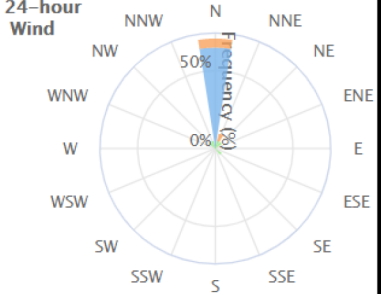 24-hour
Wind
N
NNW
NNE
NW
NE
50%
WNW
ENE
Frequency (%)
0%
W
E
WSW
ESE
SW
SE
SSW
SSE
S